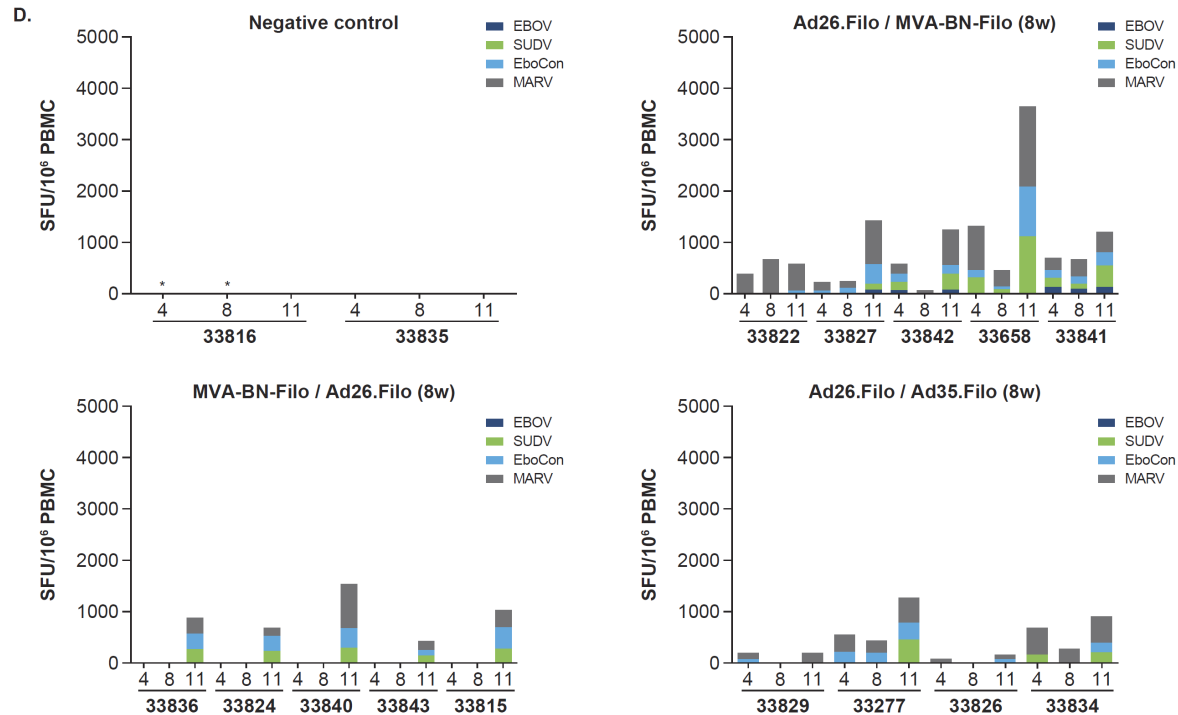 D.
Negative control
SFU/10⁶ PBMC
5000
4000
3000
2000
1000
0
EBOV
SUDV
EboCon
MARV
* *
4 8 11 4 8 11
33816 33835
Ad26.Filo / MVA-BN-Filo (8w)
SFU/10⁶ PBMC
5000
4000
3000
2000
1000
0
EBOV
SUDV
EboCon
MARV
4 8 11 4 8 11 4 8 11 4 8 11 4 8 11
33822 33827 33842 33658 33841
MVA-BN-Filo / Ad26.Filo (8w)
SFU/10⁶ PBMC
5000
4000
3000
2000
1000
0
EBOV
SUDV
EboCon
MARV
4 8 11 4 8 11 4 8 11 4 8 11 4 8 11
33836 33824 33840 33843 33815
Ad26.Filo / Ad35.Filo (8w)
SFU/10⁶ PBMC
5000
4000
3000
2000
1000
0
EBOV
SUDV
EboCon
MARV
4 8 11 4 8 11 4 8 11 4 8 11
33829 33277 33826 33834